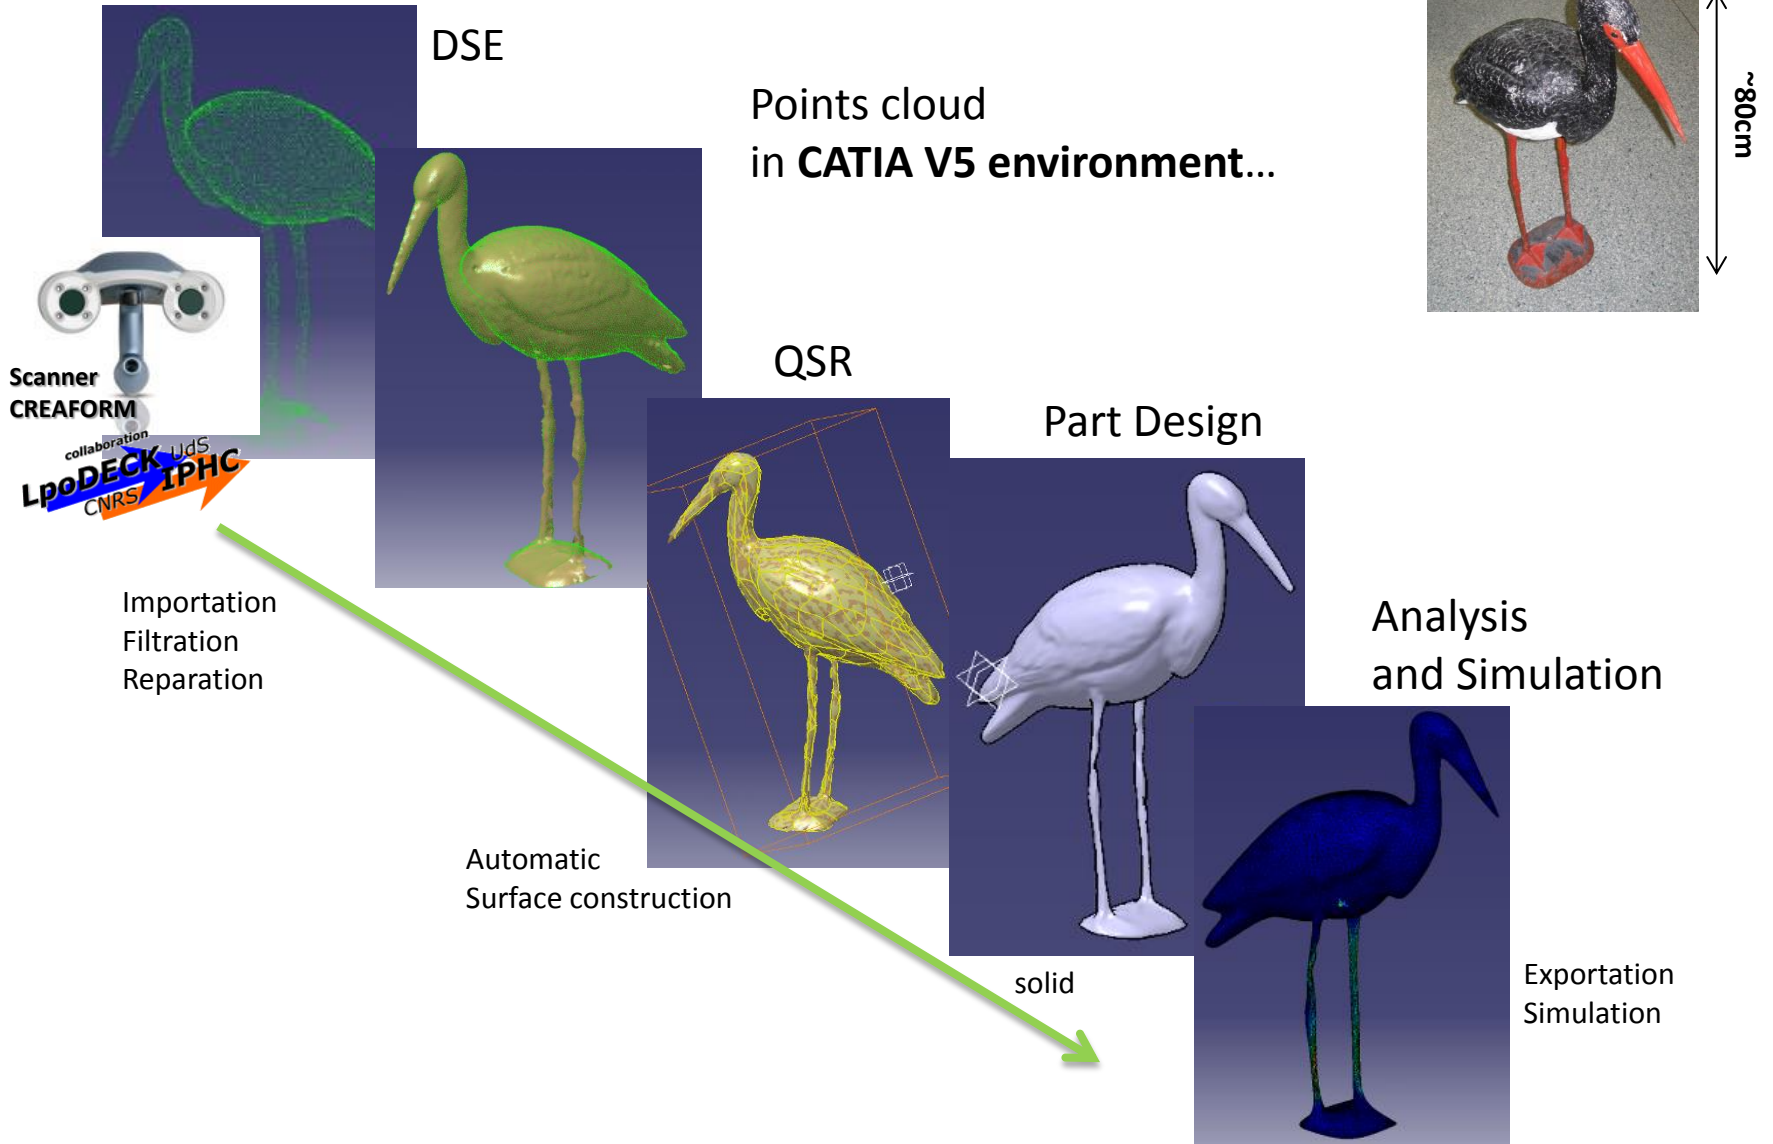 DSE
Points cloud
in CATIA V5 environment...
~80cm
Scanner
CREAFORM
collaboration
LpoDECK UdS
IPHC
CNRS
QSR
Part Design
Importation
Filtration
Reparation
Analysis
and Simulation
Automatic
Surface construction
solid
Exportation
Simulation